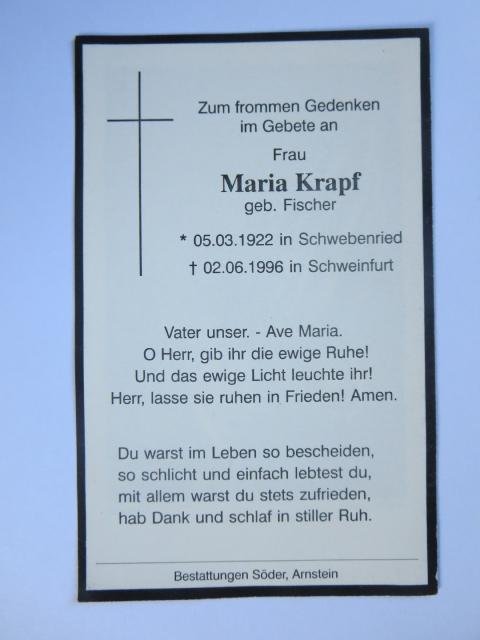 Zum frommen Gedenken
im Gebete an
Frau
Maria Krapf
geb. Fischer
* 05.03.1922 in Schwebenried
† 02.06.1996 in Schweinfurt
Vater unser. - Ave Maria.
O Herr, gib ihr die ewige Ruhe!
Und das ewige Licht leuchte ihr!
Herr, lasse sie ruhen in Frieden! Amen.
Du warst im Leben so bescheiden,
so schlicht und einfach lebtest du,
mit allem warst du stets zufrieden,
hab Dank und schlaf in stiller Ruh.
Bestattungen Söder, Arnstein